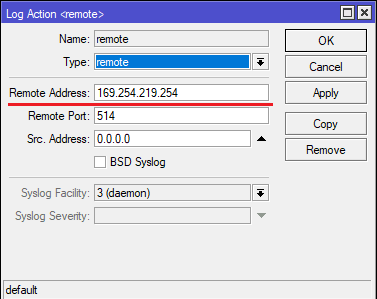 Log Action <remote>
Name: remote
OK
Type: remote
Cancel
Remote Address: 169.254.219.254
Apply
Remote Port: 514
Copy
Src. Address: 0.0.0.0
Remove
BSD Syslog
Syslog Facility: 3 (daemon)
Syslog Severity:
default